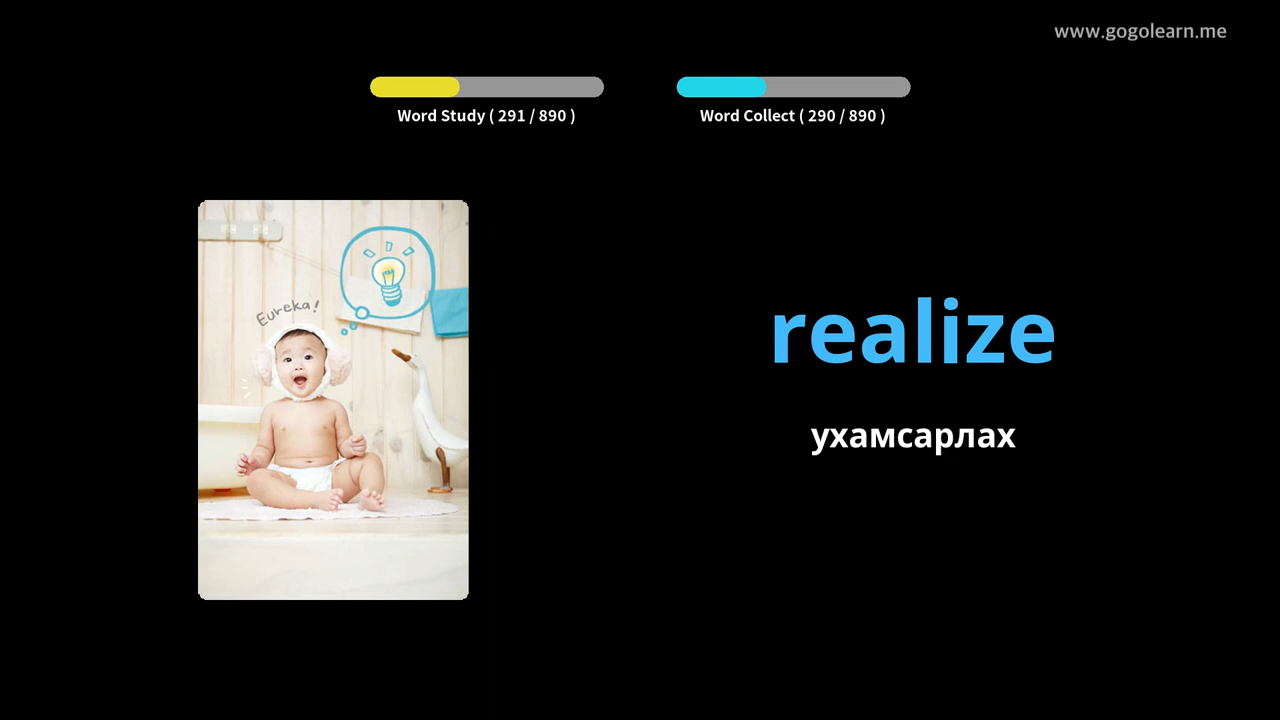 www.gogolearn.me
Word Study ( 291 / 890 )
Word Collect ( 290 / 890 )
Eureka!
realize
ухамсарлах